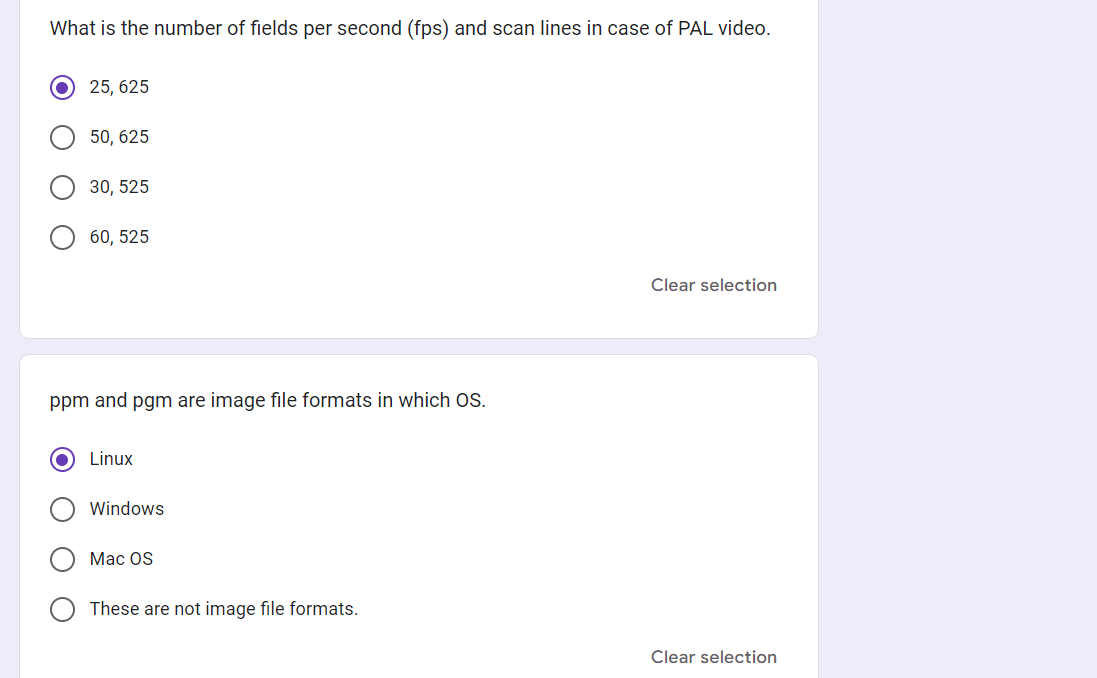 What is the number of fields per second (fps) and scan lines in case of PAL video.
25, 625
50, 625
30, 525
60, 525
Clear selection
ppm and pgm are image file formats in which OS.
Linux
Windows
Mac OS
These are not image file formats.
Clear selection